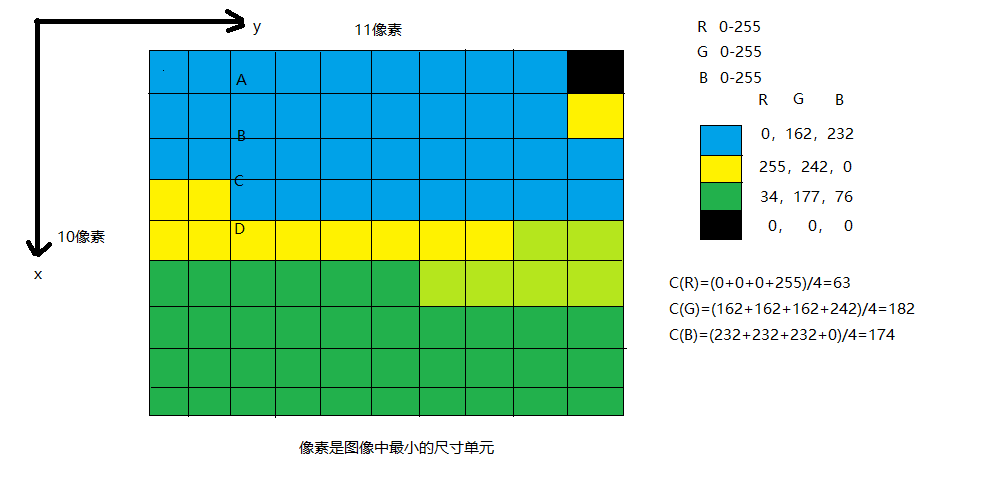 y
11像素
R 0-255
G 0-255
B 0-255
R G B
A
B
C
D
0，162，232
255，242，0
34，177，76
0， 0， 0
10像素
x
C(R)=(0+0+0+255)/4=63
C(G)=(162+162+162+242)/4=182
C(B)=(232+232+232+0)/4=174
像素是图像中最小的尺寸单元